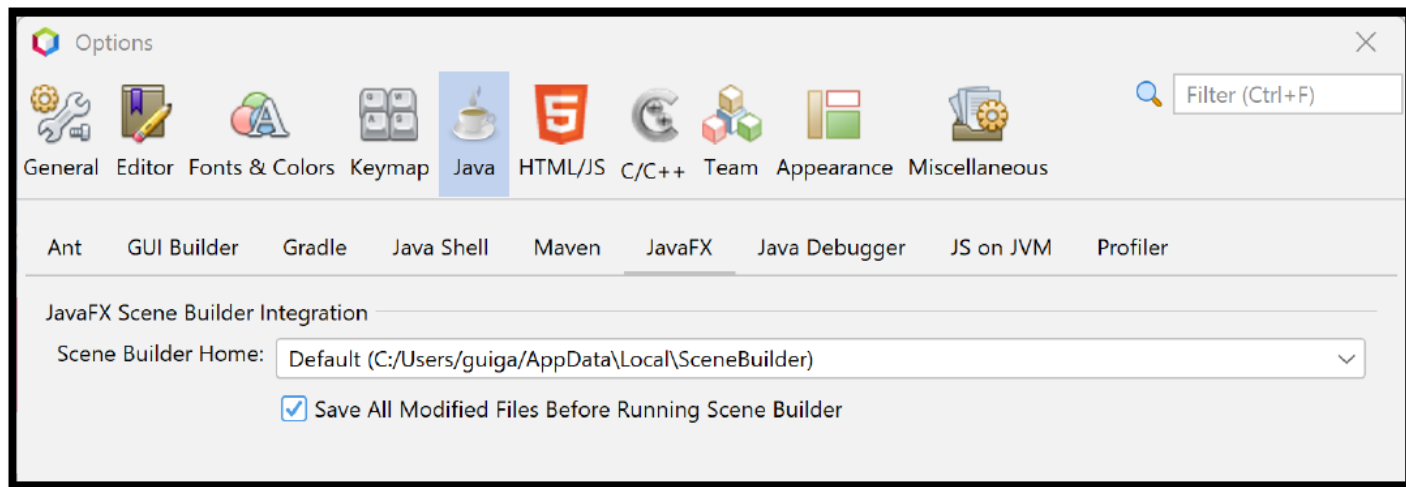 Options
Filter (Ctrl+F)
General Editor Fonts & Colors Keymap Java HTML/JS C/C++ Team Appearance Miscellaneous
Ant GUI Builder Gradle Java Shell Maven JavaFX Java Debugger JS on JVM Profiler
JavaFX Scene Builder Integration
Scene Builder Home: Default (C:/Users/guiga/AppData\Local\SceneBuilder)
Save All Modified Files Before Running Scene Builder